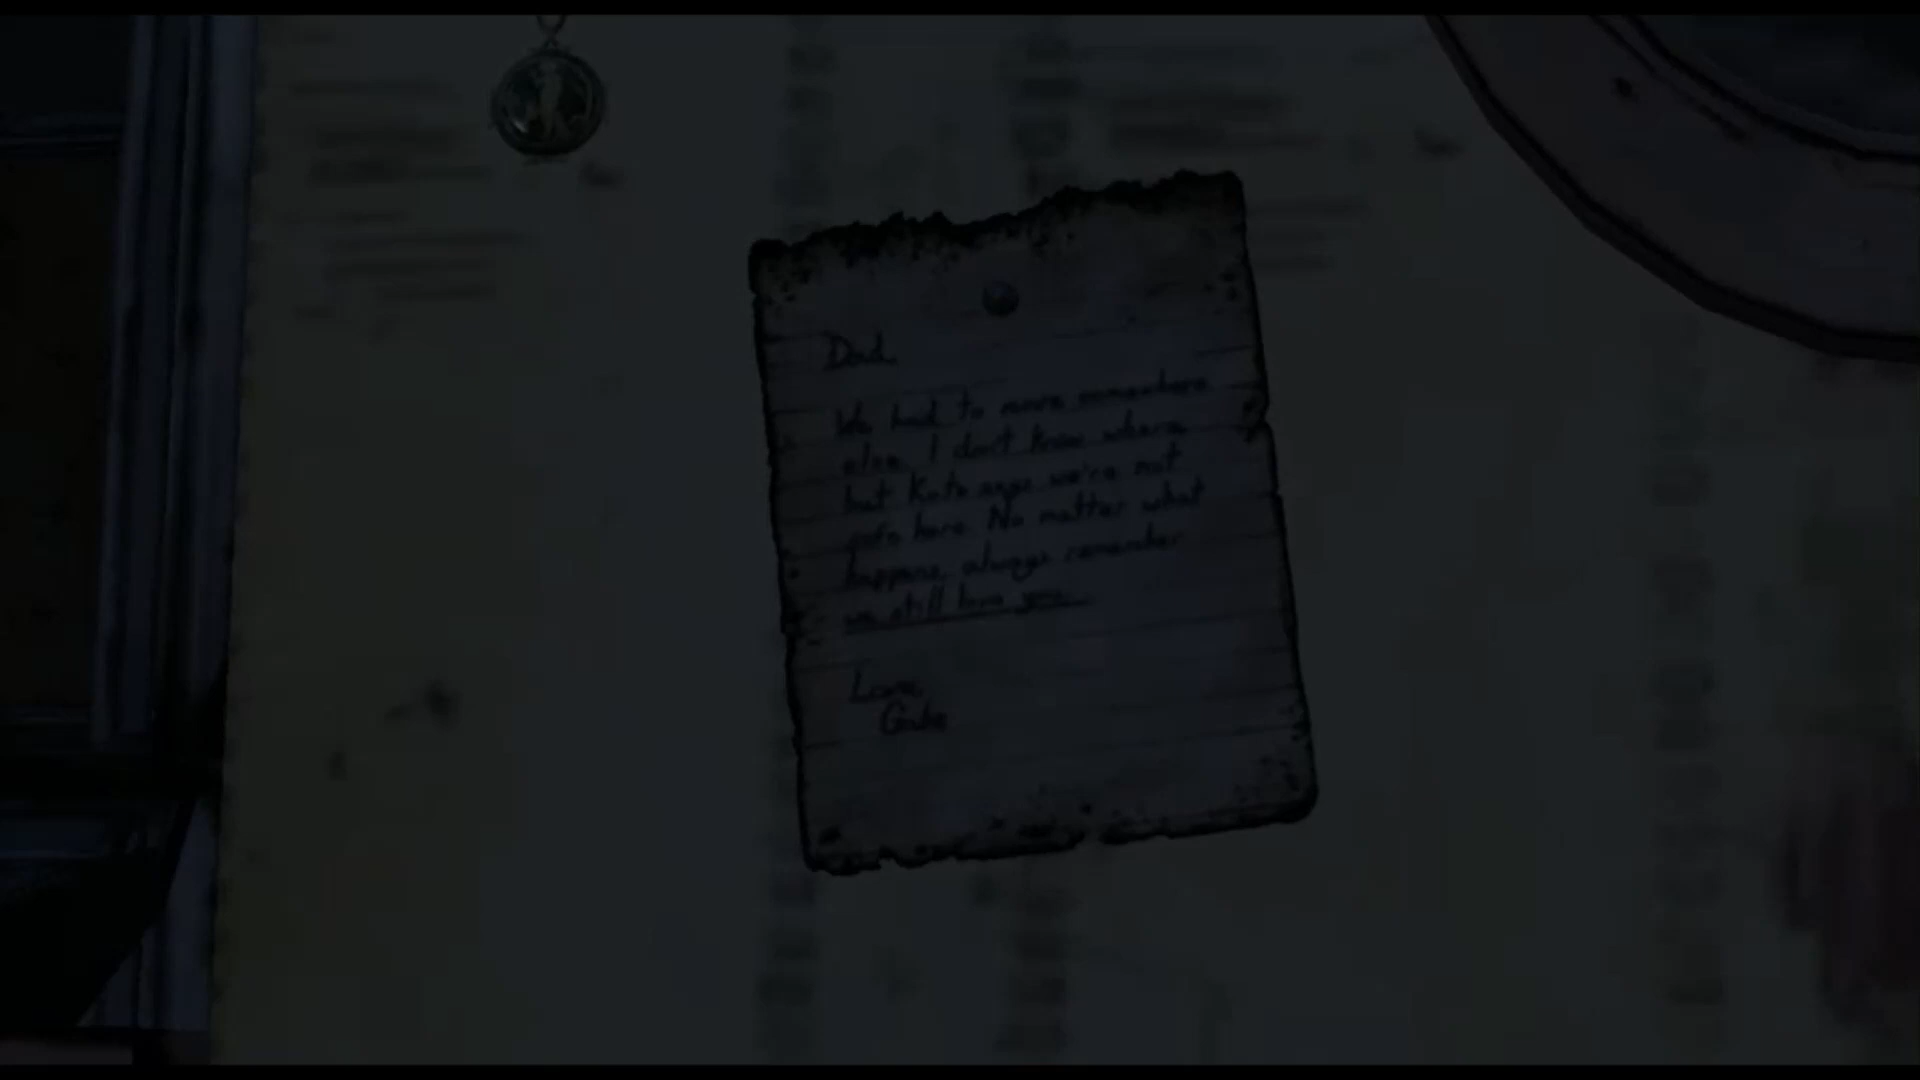 Dad,
We had to move somewhere
else. I don't know where
but Kate says we're not
safe here. No matter what
happens, always remember
we still love you.
Love,
Gabe